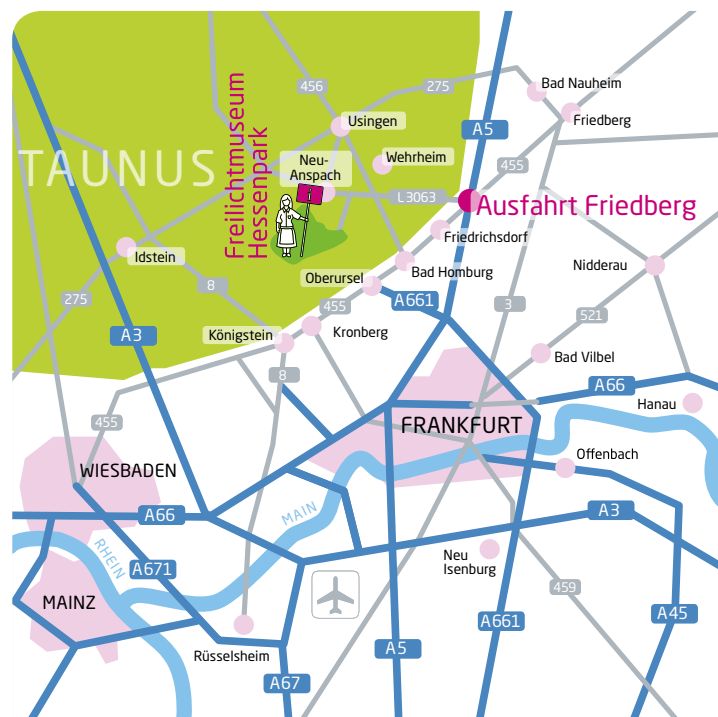 456
275
Bad Nauheim
Friedberg
Usingen
A5
Freilichtmuseum
Hessenpark
TAUNUS
Wehrheim
455
Neu-
Anspach
L3063
Ausfahrt Friedberg
Friedrichsdorf
Idstein
Bad Homburg
Nidderau
Oberursel
8
275
455
A661
3
521
A3
Königstein
Kronberg
Bad Vilbel
8
A66
Hanau
455
FRANKFURT
WIESBADEN
Offenbach
A66
MAIN
A3
RHEIN
A671
Neu
Isenburg
459
MAINZ
A661
A45
Rüsselsheim
A5
A67